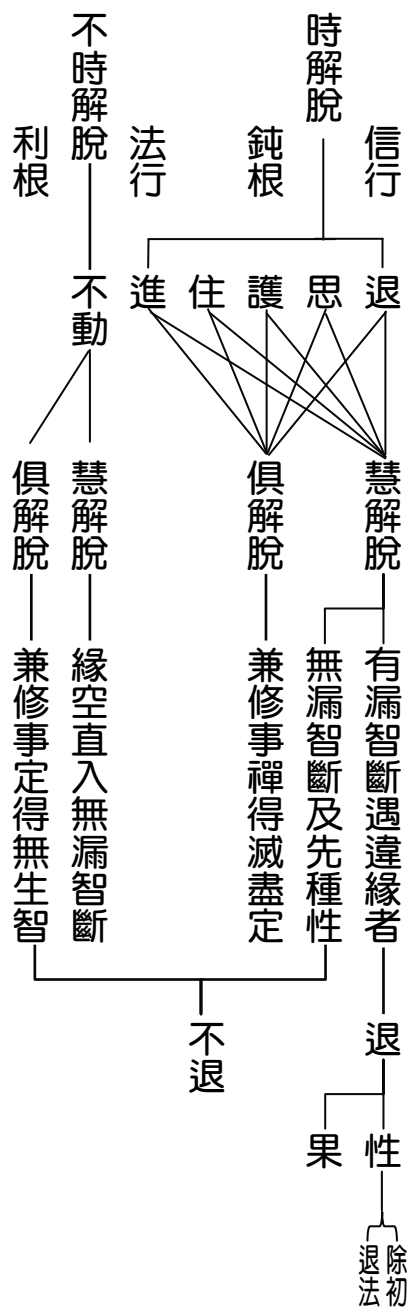 信行
時解脫
鈍根
法行
不時解脫
利根
退
思
護
住
進
不動
慧解脫
俱解脫
慧解脫
俱解脫
有漏智斷遇違緣者
無漏智斷及先種性
兼修事禪得滅盡定
緣空直入無漏智斷
兼修事定得無生智
退
不退
性
果
除初
退法